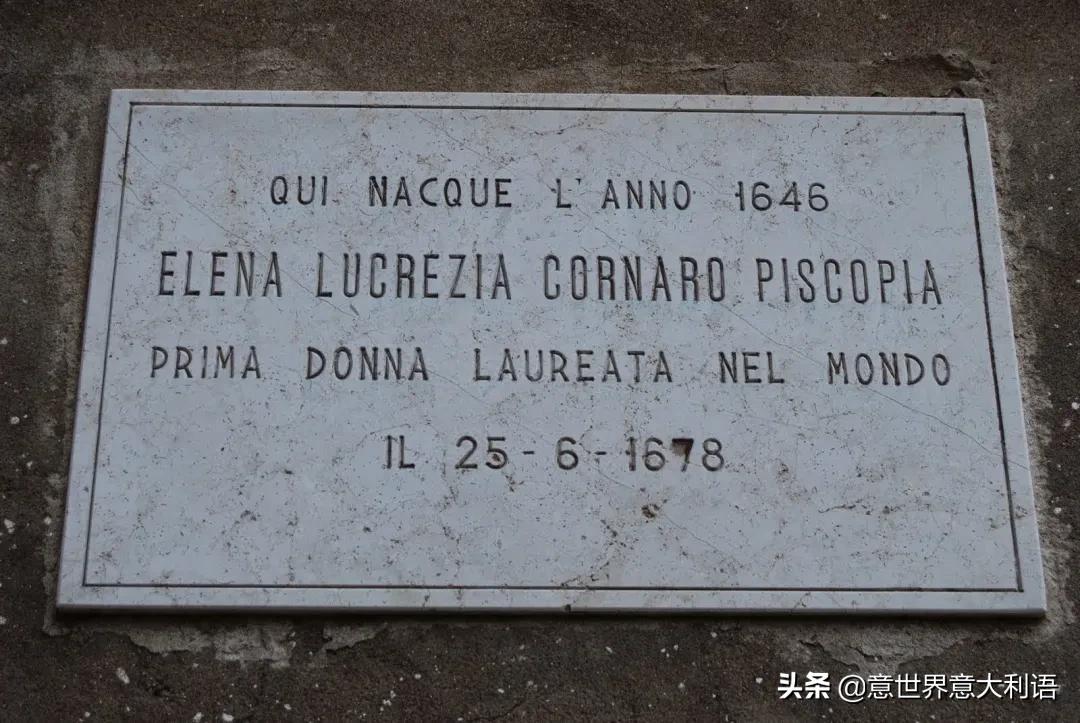 QUI NACQUE L'ANNO 1646
ELENA LUCREZIA CORNARO PISCOPIA
PRIMA DONNA LAUREATA NEL MONDO
IL 25-6-1678
头条 @意世界意大利语